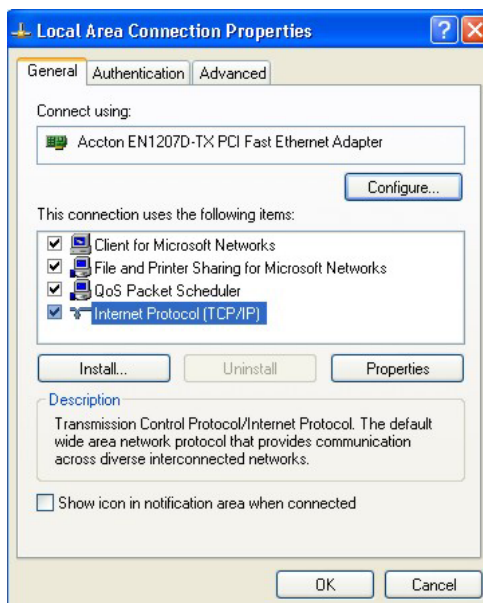 Local Area Connection Properties
General Authentication Advanced
Connect using:
Accton EN1207D-TX PCI Fast Ethernet Adapter
Configure...
This connection uses the following items:
Client for Microsoft Networks
File and Printer Sharing for Microsoft Networks
QoS Packet Scheduler
Internet Protocol (TCP/IP)
Install... Uninstall Properties
Description
Transmission Control Protocol/Internet Protocol. The default
wide area network protocol that provides communication
across diverse interconnected networks.
Show icon in notification area when connected
OK Cancel